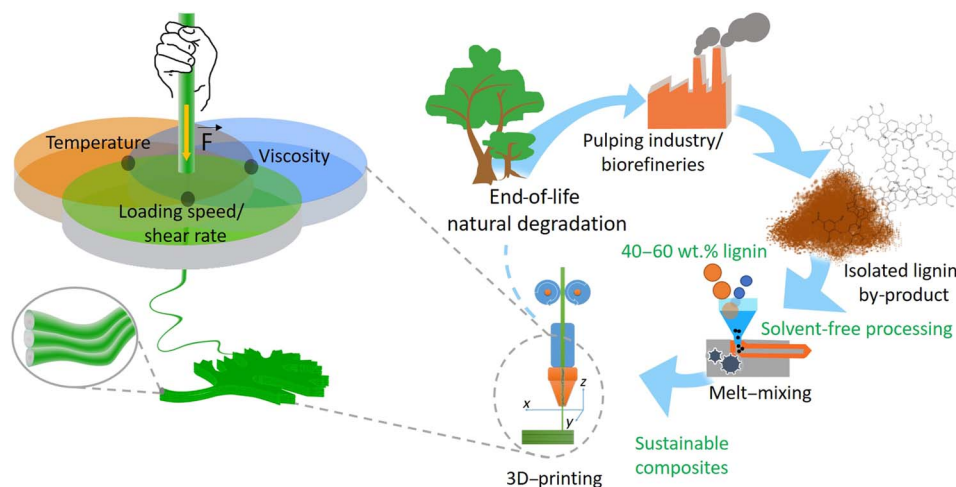 F
Temperature
Viscosity
Loading speed/
shear rate
Pulping industry/
biorefineries
End-of-life
natural degradation
40–60 wt.% lignin
Isolated lignin
by-product
Solvent-free processing
Melt–mixing
z
x
y
Sustainable
composites
3D–printing